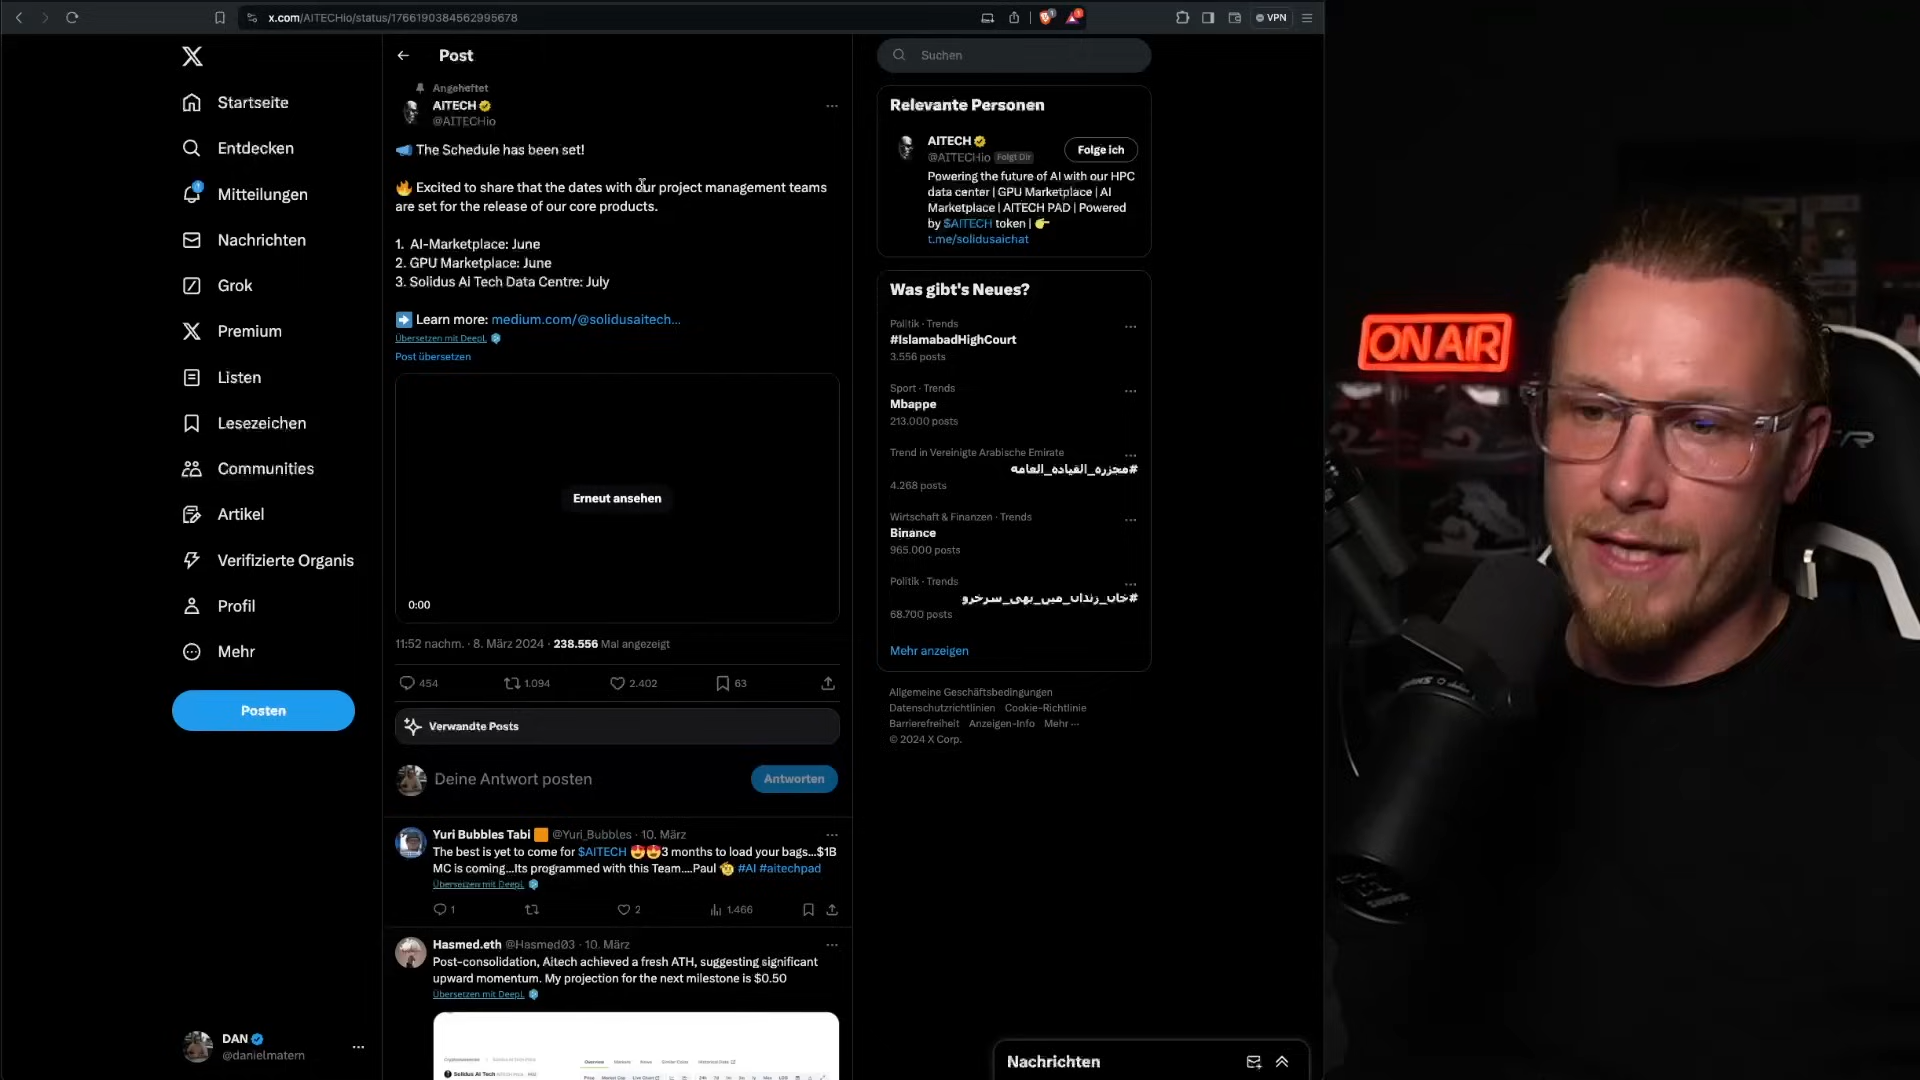 x.com/AITECHio/status/1766190384562995678
VPN
Startseite
Entdecken
Mitteilungen
Nachrichten
Grok
Premium
Listen
Lesezeichen
Communities
Artikel
Verifizierte Organis
Profil
Mehr
Posten
DAN
@danielmatern
Post
Angeheftet
AITECH
@AITECHio
📣 The Schedule has been set!
🔥 Excited to share that the dates with our project management teams
are set for the release of our core products.
1. AI-Marketplace: June
2. GPU Marketplace: June
3. Solidus Ai Tech Data Centre: July
➡️ Learn more: medium.com/@solidusaitech...
Übersetzen mit DeepL
Post übersetzen
Erneut ansehen
0:00
11:52 nachm. · 8. März 2024 · 238.556 Mal angezeigt
454 1.094 2.402 63
Verwandte Posts
Deine Antwort posten
Antworten
Yuri Bubbles Tabi 🟧 @Yuri_Bubbles · 10. März
The best is yet to come for $AITECH 😍😍3 months to load your bags...$1B
MC is coming...Its programmed with this Team....Paul 🫡 #AI #aitechpad
Übersetzen mit DeepL
1 2 1.466
Hasmed.eth @Hasmed03 · 10. März
Post-consolidation, Aitech achieved a fresh ATH, suggesting significant
upward momentum. My projection for the next milestone is $0.50
Übersetzen mit DeepL
Solidus Ai Tech
Suchen
Relevante Personen
AITECH
@AITECHio Folgt Dir
Folge ich
Powering the future of AI with our HPC
data center | GPU Marketplace | AI
Marketplace | AITECH PAD | Powered
by $AITECH token | 👉
t.me/solidusaichat
Was gibt's Neues?
Politik · Trends
#IslamabadHighCourt
3.556 posts
Sport · Trends
Mbappe
213.000 posts
Trend in Vereinigte Arabische Emirate
#مجزره_القياده_العامه
4.268 posts
Wirtschaft & Finanzen · Trends
Binance
965.000 posts
Politik · Trends
#خان_زنداں_میں_بھی_سرخرو
68.700 posts
Mehr anzeigen
Allgemeine Geschäftsbedingungen
Datenschutzrichtlinien Cookie-Richtlinie
Barrierefreiheit Anzeigen-Info Mehr ···
© 2024 X Corp.
Nachrichten
ON AIR